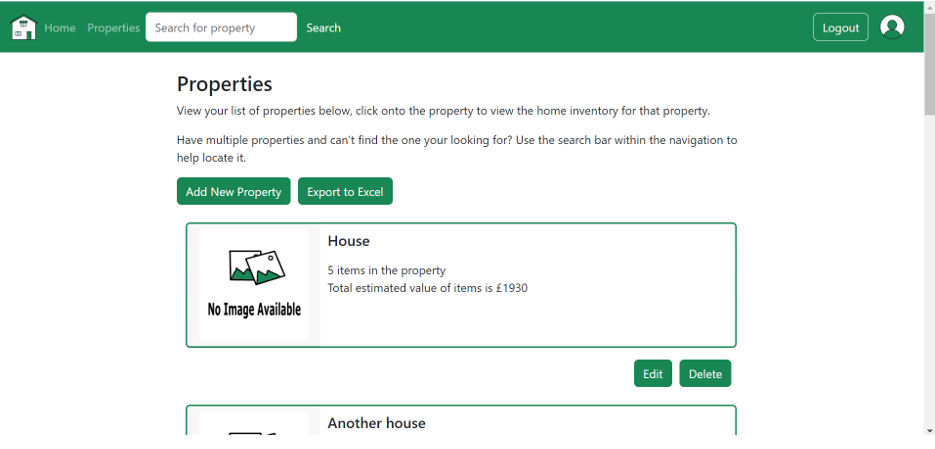 Home Properties Search for property Search Logout
Properties
View your list of properties below, click onto the property to view the home inventory for that property.
Have multiple properties and can't find the one your looking for? Use the search bar within the navigation to
help locate it.
Add New Property Export to Excel
House
5 items in the property
Total estimated value of items is £1930
No Image Available
Edit Delete
Another house